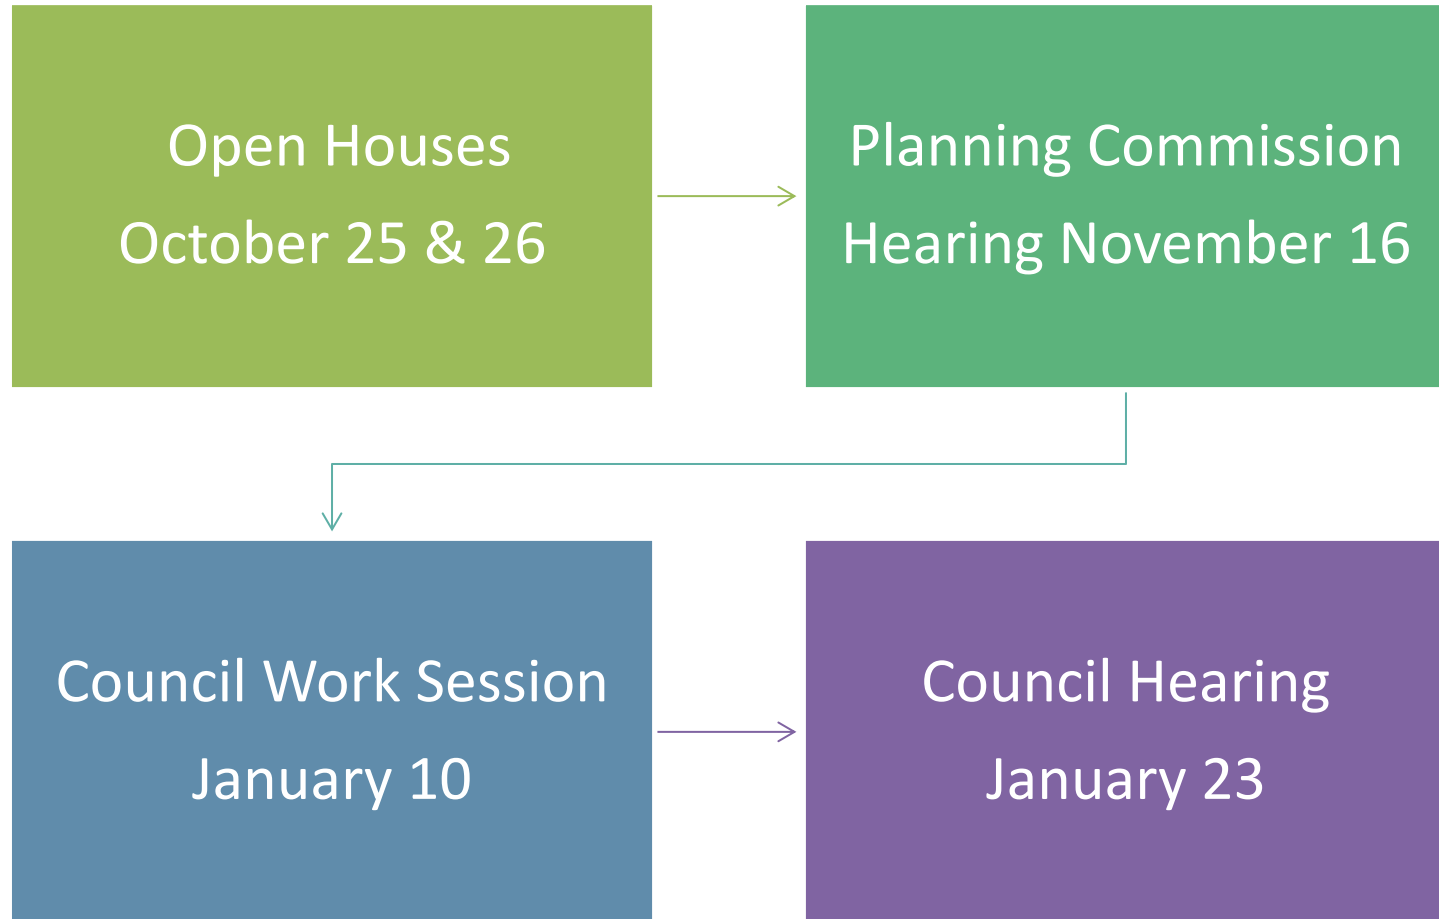 Open Houses
October 25 & 26
Planning Commission
Hearing November 16
Council Work Session
January 10
Council Hearing
January 23